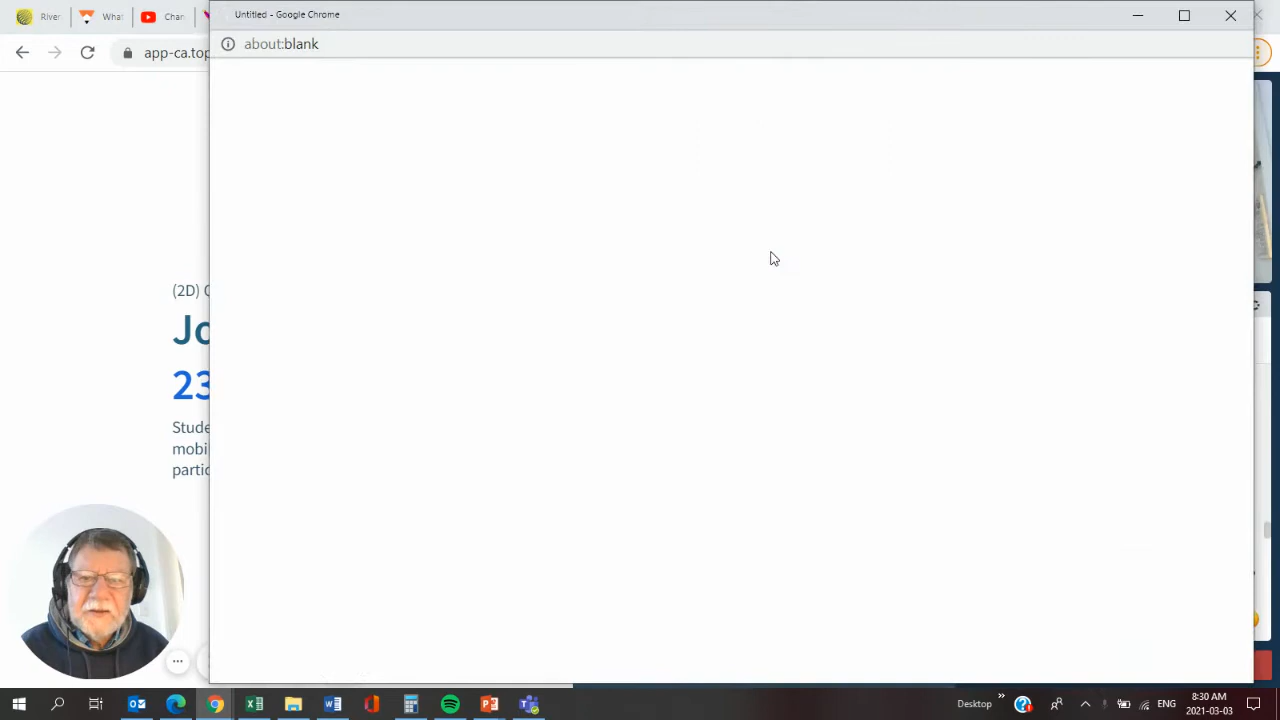 River
What
Chan
Untitled - Google Chrome
app-ca.top
about:blank
(2D)
Jo
23
Stude
mobi
partic
Desktop
ENG
8:30 AM
2021-03-03